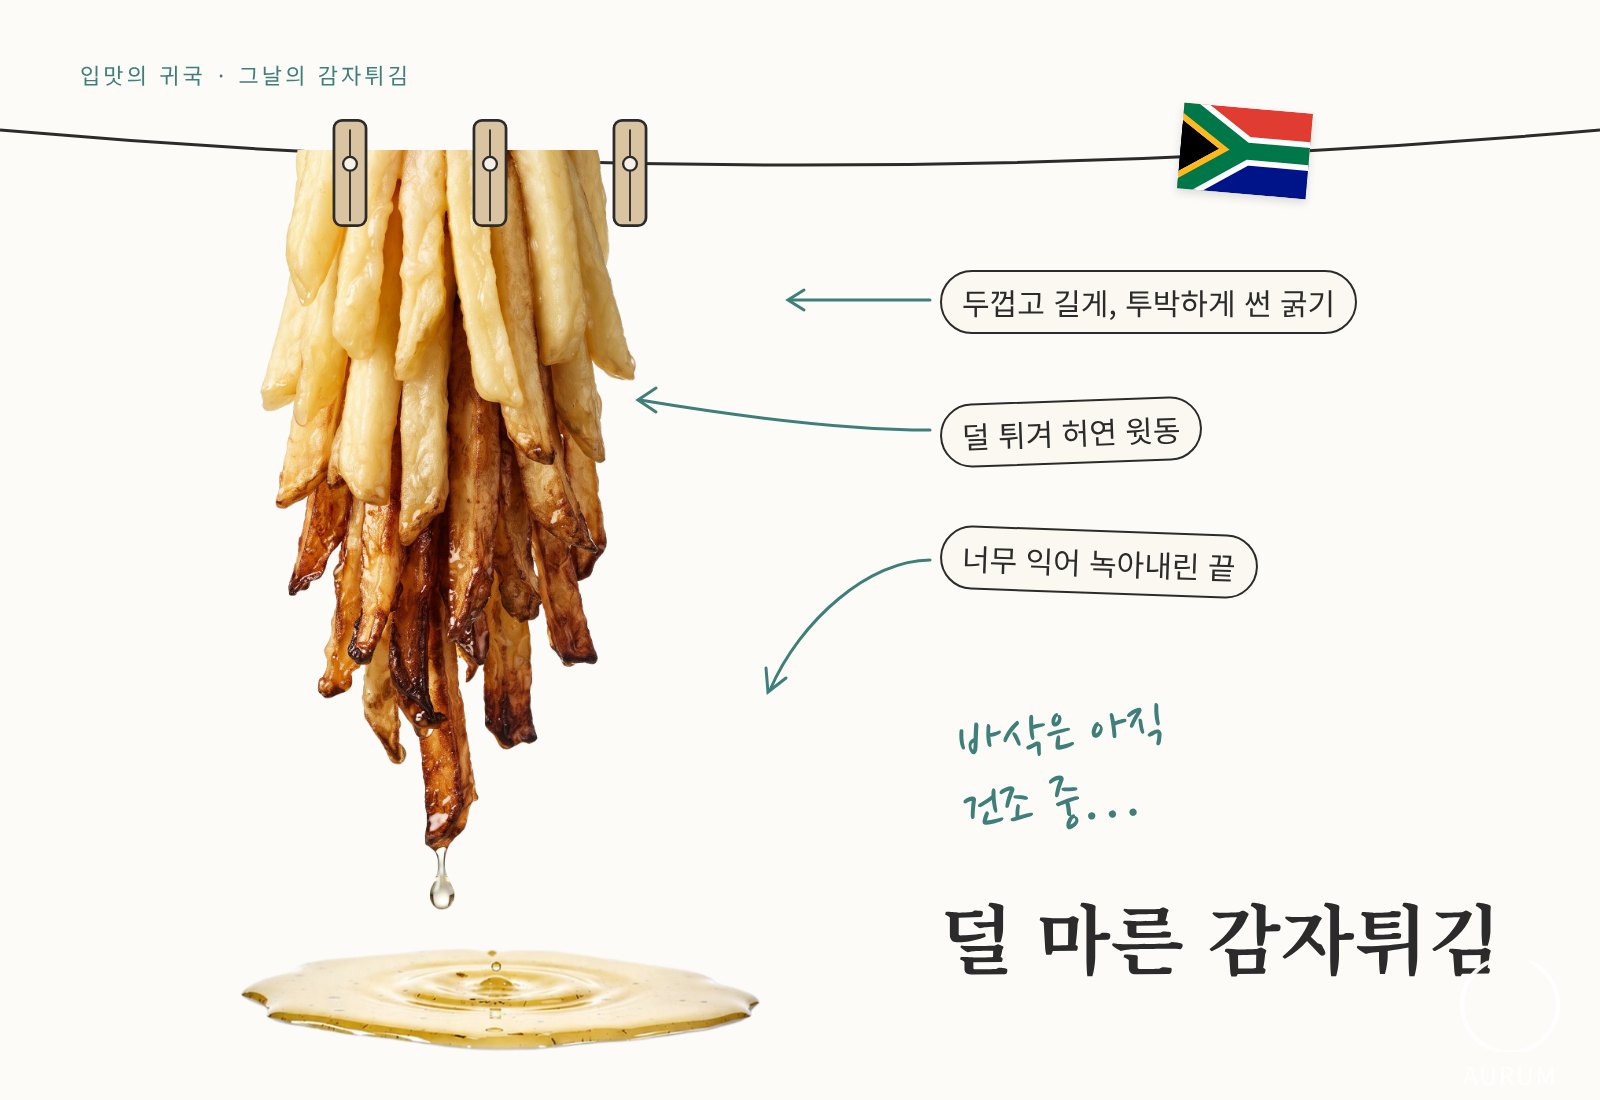 입맛의 귀국 · 그날의 감자튀김
두껍고 길게, 투박하게 썬 굵기
덜 튀겨 허연 윗동
너무 익어 녹아내린 끝
바삭은 아직
건조 중...
덜 마른 감자튀김
AURUM